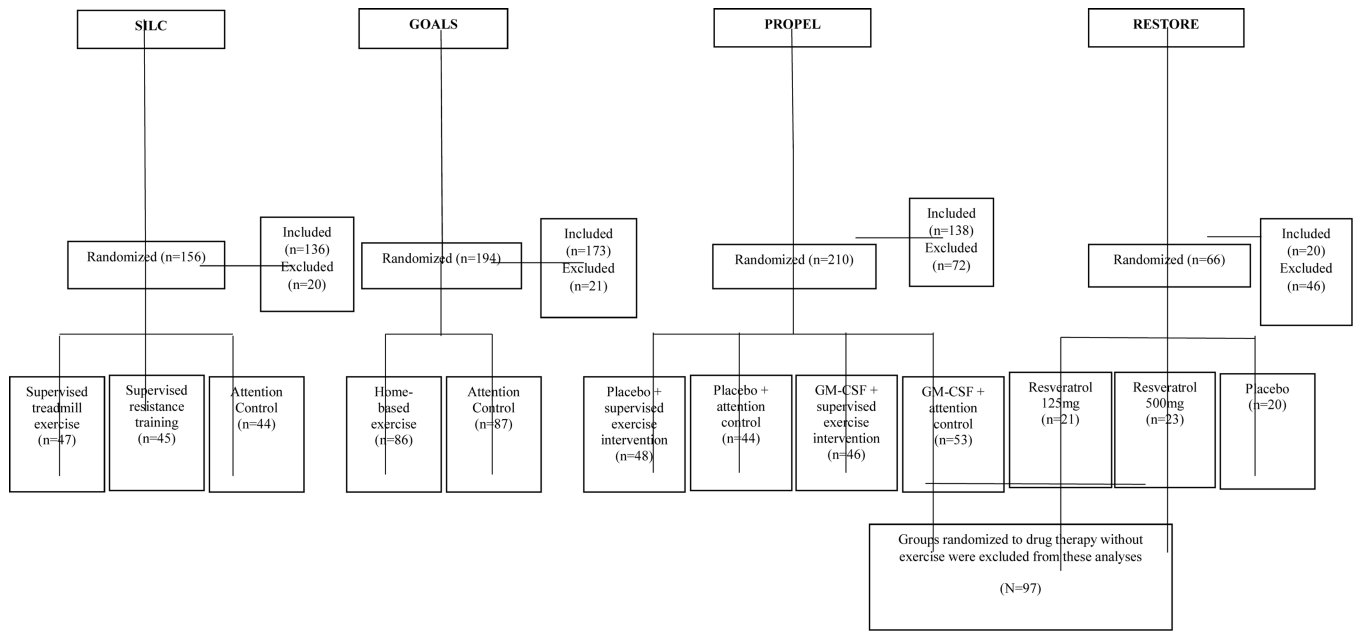 SILC
GOALS
PROPEL
RESTORE
Randomized (n=156)
Included
(n=136)
Excluded
(n=20)
Randomized (n=194)
Included
(n=173)
Excluded
(n=21)
Randomized (n=210)
Included
(n=138)
Excluded
(n=72)
Randomized (n=66)
Included
(n=20)
Excluded
(n=46)
Supervised
treadmill
exercise
(n=47)
Supervised
resistance
training
(n=45)
Attention
Control
(n=44)
Home-
based
exercise
(n=86)
Attention
Control
(n=87)
Placebo +
supervised
exercise
intervention
(n=48)
Placebo +
attention
control
(n=44)
GM-CSF +
supervised
exercise
intervention
(n=46)
GM-CSF +
attention
control
(n=53)
Resveratrol
125mg
(n=21)
Resveratrol
500mg
(n=23)
Placebo
(n=20)
Groups randomized to drug therapy without
exercise were excluded from these analyses
(N=97)